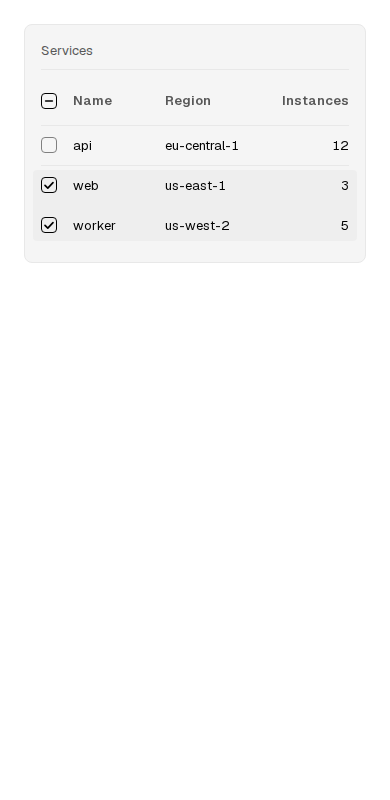 Services
Name Region Instances
api eu-central-1 12
web us-east-1 3
worker us-west-2 5